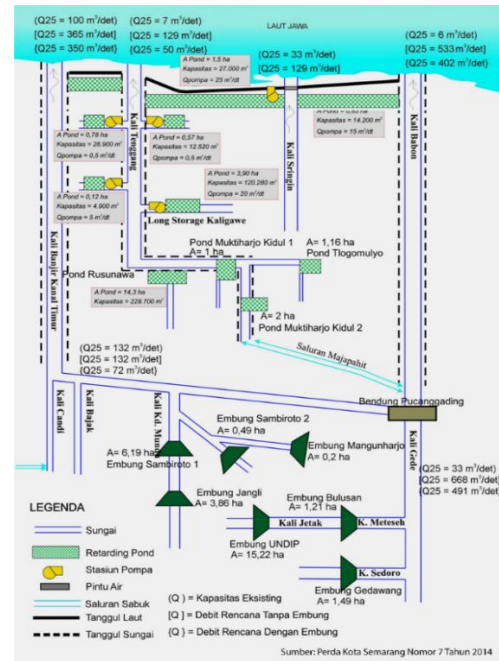 (Q25 = 100 m³/det)
[Q25 = 365 m³/det)
{Q25 = 350 m³/det)
(Q25 = 7 m³/det)
[Q25 = 129 m³/det)
{Q25 = 50 m³/det)
LAUT JAWA
(Q25 = 33 m³/det)
[Q25 = 129 m³/det)
(Q25 = 6 m³/det)
[Q25 = 533 m³/det)
{Q25 = 402 m³/det)
A Pond = 1,5 ha
Kapasitas = 27.000 m³
Qpompa = 25 m³/dt
Kapasitas = 14.200 m³
Qpompa = 15 m³/dt
A Pond = 0,78 ha
Kapasitas = 28.900 m³
Qpompa = 0,5 m³/dt
Kali Tenggang
A Pond = 0,57 ha
Kapasitas = 12.520 m³
Qpompa = 0,5 m³/dt
Kali Sringin
Kali Babon
A Pond = 0,12 ha
Kapasitas = 4.900 m³
Qpompa = 5 m³/dt
A Pond = 3,90 ha
Kapasitas = 120.280 m³
Qpompa = 20 m³/dt
Long Storage Kaligawe
Kali Banjir Kanal Timur
Pond Muktiharjo Kidul 1
A= 1 ha
A= 1,16 ha
Pond Tlogomulyo
Pond Rusunawa
A Pond = 14,3 ha
Kapasitas = 228.700 m³
A= 2 ha
Pond Muktiharjo Kidul 2
Saluran Majapahit
(Q25 = 132 m³/det)
[Q25 = 132 m³/det)
{Q25 = 72 m³/det)
Bendung Pucanggading
Kali Candi
Kali Bajak
Kali Kd. Mund
Embung Sambiroto 2
A= 0,49 ha
Embung Mangunharjo
A= 0,2 ha
A= 6,19 ha
Embung Sambiroto 1
Kali Gede
(Q25 = 33 m³/det)
[Q25 = 668 m³/det)
{Q25 = 491 m³/det)
Embung Jangli
A= 3,86 ha
Embung Bulusan
A= 1,21 ha
Kali Jetak
K. Meteseh
Embung UNDIP
A= 15,22 ha
K. Sedoro
Embung Gedawang
A= 1,49 ha
LEGENDA
Sungai
Retarding Pond
Stasiun Pompa
Pintu Air
Saluran Sabuk
Tanggul Laut
Tanggul Sungai
(Q ) = Kapasitas Eksisting
[Q ] = Debit Rencana Tanpa Embung
{Q } = Debit Rencana Dengan Embung
Sumber: Perda Kota Semarang Nomor 7 Tahun 2014